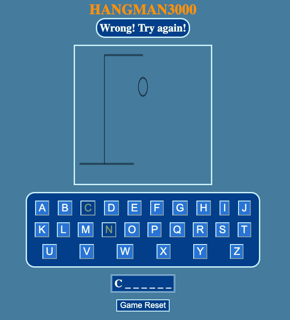 HANGMAN3000
Wrong! Try again!
A B C D E F G H I J
K L M N O P Q R S T
U V W X Y Z
C _ _ _ _ _ _
Game Reset